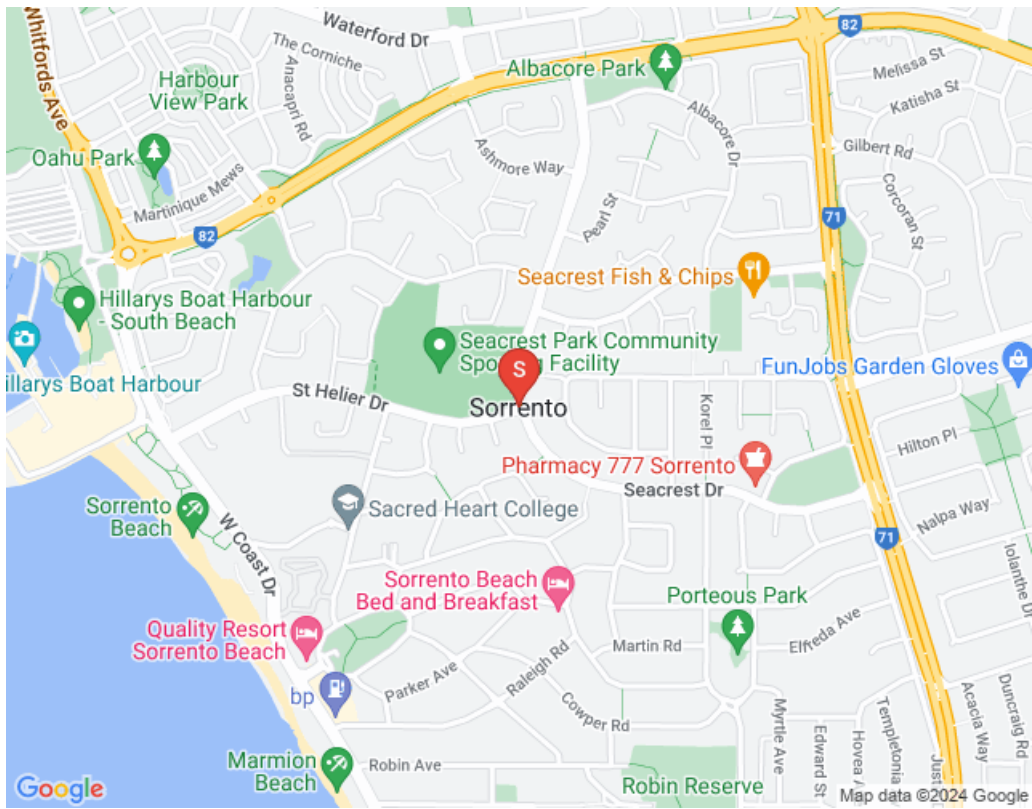 Waterford Dr
82
The Corniche
Whitfords Ave
Harbour
View Park
Anacapri Rd
Albacore Park
Melissa St
Katisha St
Albacore Dr
Oahu Park
Ashmore Way
Gilbert Rd
Martinique Mews
Corcoran St
Pearl St
71
82
Seacrest Fish & Chips
Hillarys Boat Harbour
- South Beach
Seacrest Park Community
Sporting Facility
FunJobs Garden Gloves
illarys Boat Harbour
S
St Helier Dr
Sorrento
Korel Pl
Hilton Pl
Pharmacy 777 Sorrento
Seacrest Dr
Sorrento
Beach
Sacred Heart College
Nalpa Way
71
W Coast Dr
Iolanthe Dr
Sorrento Beach
Bed and Breakfast
Porteous Park
Quality Resort
Sorrento Beach
Martin Rd
Elfreda Ave
Parker Ave
Raleigh Rd
bp
Cowper Rd
Myrtle Ave
Edward St
Hovea A
Templetonia
Just
Acacia Way
Duncraig Rd
Marmion
Beach
Robin Ave
Robin Reserve
Google
Map data ©2024 Google